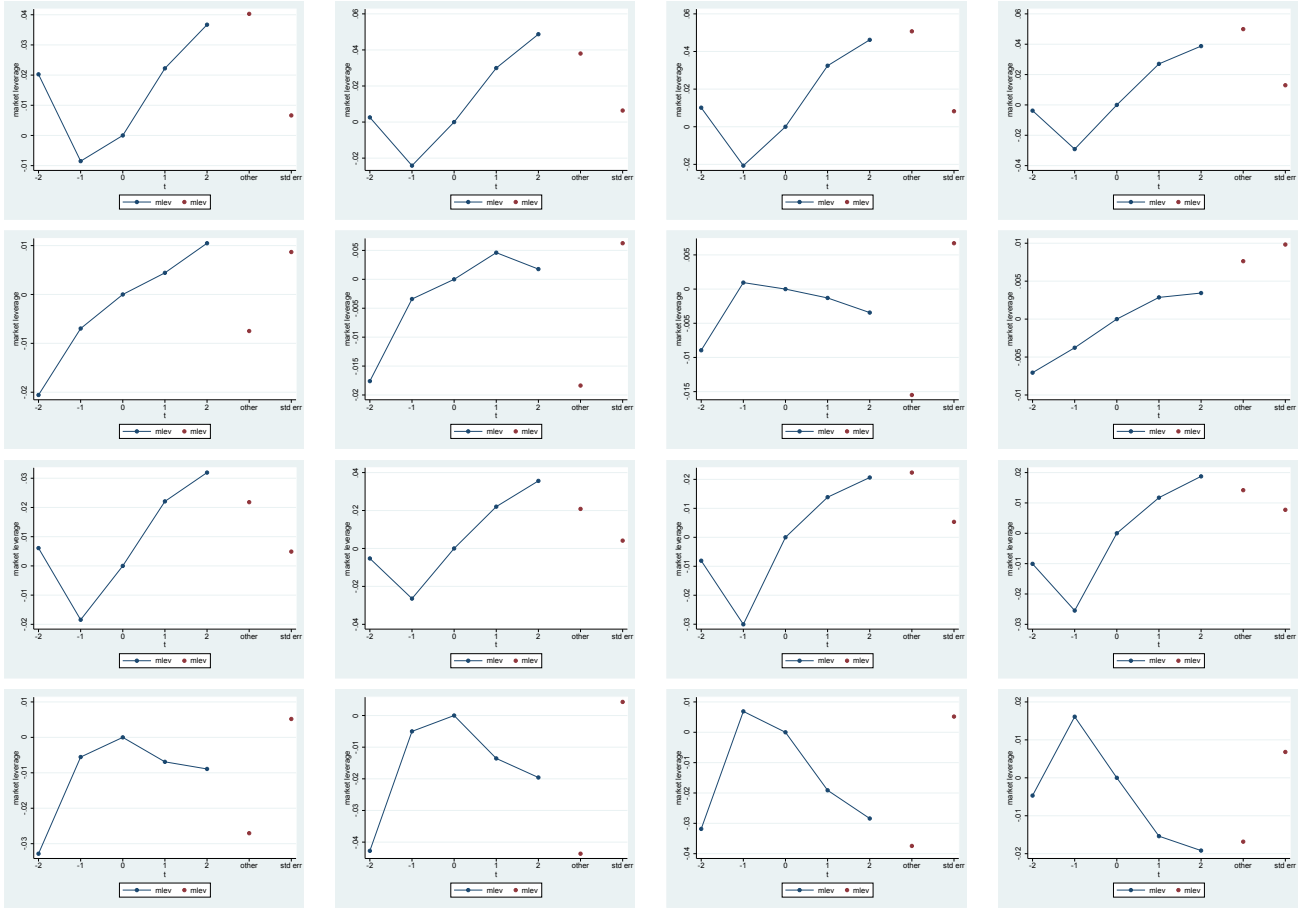 market leverage
.04
.03
.02
.01
0
-.01
-2 -1 0 1 2 other std err
t
mlev mlev
market leverage
.06
.04
.02
0
-.02
-2 -1 0 1 2 other std err
t
mlev mlev
market leverage
.06
.04
.02
0
-.02
-2 -1 0 1 2 other std err
t
mlev mlev
market leverage
.06
.04
.02
0
-.02
-.04
-2 -1 0 1 2 other std err
t
mlev mlev
market leverage
.01
0
-.01
-.02
-2 -1 0 1 2 other std err
t
mlev mlev
market leverage
.005
0
-.005
-.01
-.015
-.02
-2 -1 0 1 2 other std err
t
mlev mlev
market leverage
.005
0
-.005
-.01
-.015
-2 -1 0 1 2 other std err
t
mlev mlev
market leverage
.01
.005
0
-.005
-.01
-2 -1 0 1 2 other std err
t
mlev mlev
market leverage
.03
.02
.01
0
-.01
-.02
-2 -1 0 1 2 other std err
t
mlev mlev
market leverage
.04
.02
0
-.02
-.04
-2 -1 0 1 2 other std err
t
mlev mlev
market leverage
.02
.01
0
-.01
-.02
-.03
-2 -1 0 1 2 other std err
t
mlev mlev
market leverage
.02
.01
0
-.01
-.02
-.03
-2 -1 0 1 2 other std err
t
mlev mlev
market leverage
.01
0
-.01
-.02
-.03
-2 -1 0 1 2 other std err
t
mlev mlev
market leverage
0
-.01
-.02
-.03
-.04
-2 -1 0 1 2 other std err
t
mlev mlev
market leverage
.01
0
-.01
-.02
-.03
-.04
-2 -1 0 1 2 other std err
t
mlev mlev
market leverage
.02
.01
0
-.01
-.02
-2 -1 0 1 2 other std err
t
mlev mlev